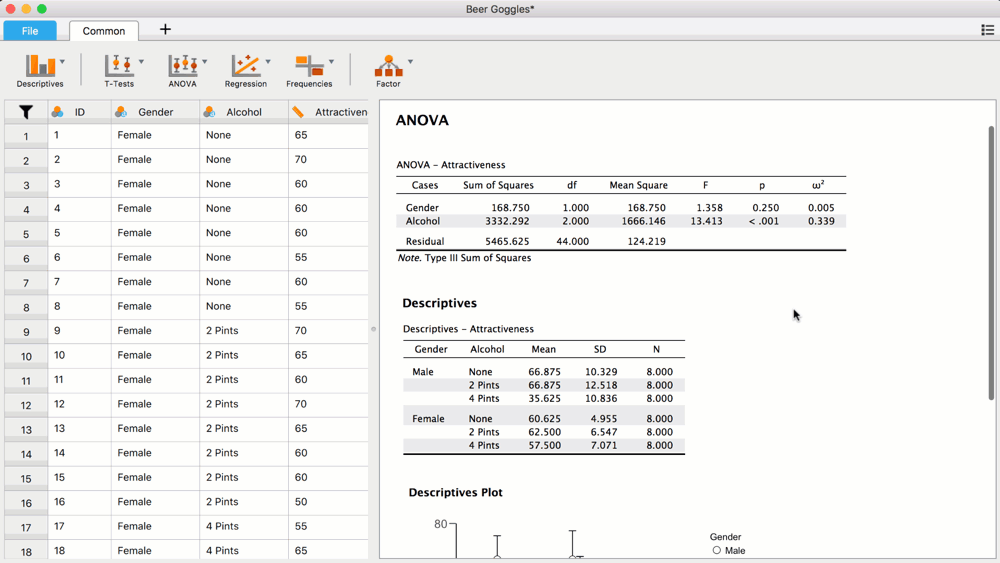 Beer Goggles*
File Common +
Descriptives T-Tests ANOVA Regression Frequencies Factor
ID Gender Alcohol Attractiven
1 1 Female None 65
2 2 Female None 70
3 3 Female None 60
4 4 Female None 60
5 5 Female None 60
6 6 Female None 55
7 7 Female None 60
8 8 Female None 55
9 9 Female 2 Pints 70
10 10 Female 2 Pints 65
11 11 Female 2 Pints 60
12 12 Female 2 Pints 70
13 13 Female 2 Pints 65
14 14 Female 2 Pints 60
15 15 Female 2 Pints 60
16 16 Female 2 Pints 50
17 17 Female 4 Pints 55
18 18 Female 4 Pints 65
ANOVA
ANOVA - Attractiveness
Cases Sum of Squares df Mean Square F p ω²
Gender 168.750 1.000 168.750 1.358 0.250 0.005
Alcohol 3332.292 2.000 1666.146 13.413 < .001 0.339
Residual 5465.625 44.000 124.219
Note. Type III Sum of Squares
Descriptives
Descriptives - Attractiveness
Gender Alcohol Mean SD N
Male None 66.875 10.329 8.000
2 Pints 66.875 12.518 8.000
4 Pints 35.625 10.836 8.000
Female None 60.625 4.955 8.000
2 Pints 62.500 6.547 8.000
4 Pints 57.500 7.071 8.000
Descriptives Plot
80
Gender
Male